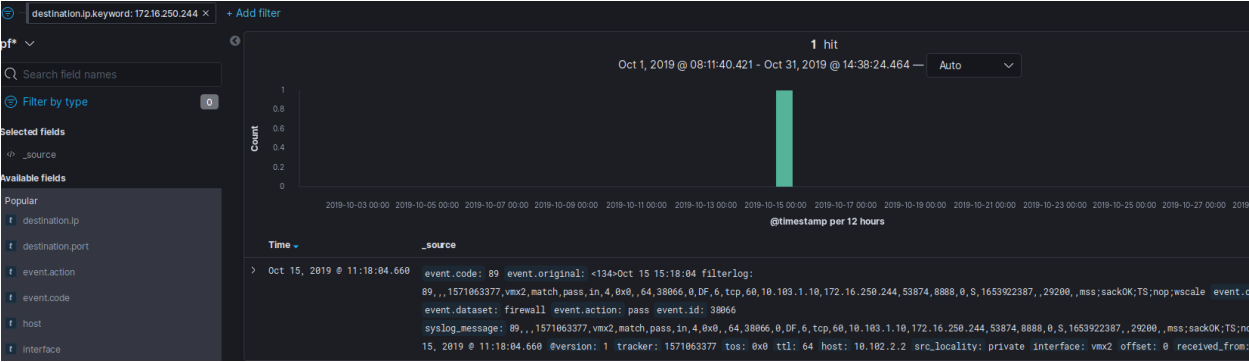 destination.ip.keyword: 172.16.250.244 × + Add filter
pf*
Search field names
Filter by type 0
Selected fields
_source
Available fields
Popular
t destination.ip
t destination.port
t event.action
t event.code
t host
t interface
1 hit
Oct 1, 2019 @ 08:11:40.421 - Oct 31, 2019 @ 14:38:24.464 — Auto
Count
1
0.8
0.6
0.4
0.2
0
2019-10-03 00:00 2019-10-05 00:00 2019-10-07 00:00 2019-10-09 00:00 2019-10-11 00:00 2019-10-13 00:00 2019-10-15 00:00 2019-10-17 00:00 2019-10-19 00:00 2019-10-21 00:00 2019-10-23 00:00 2019-10-25 00:00 2019-10-27 00:00 2019
@timestamp per 12 hours
Time _source
Oct 15, 2019 @ 11:18:04.660 event.code: 89 event.original: <134>Oct 15 15:18:04 filterlog:
89,,,1571063377,vmx2,match,pass,in,4,0x0,,64,38066,0,DF,6,tcp,60,10.103.1.10,172.16.250.244,53874,8888,0,S,1653922387,,29200,,mss;sackOK;TS;nop;wscale event.c
event.dataset: firewall event.action: pass event.id: 38066
syslog_message: 89,,,1571063377,vmx2,match,pass,in,4,0x0,,64,38066,0,DF,6,tcp,60,10.103.1.10,172.16.250.244,53874,8888,0,S,1653922387,,29200,,mss;sackOK;TS;no
15, 2019 @ 11:18:04.660 @version: 1 tracker: 1571063377 tos: 0x0 ttl: 64 host: 10.102.2.2 src_locality: private interface: vmx2 offset: 0 received_from: